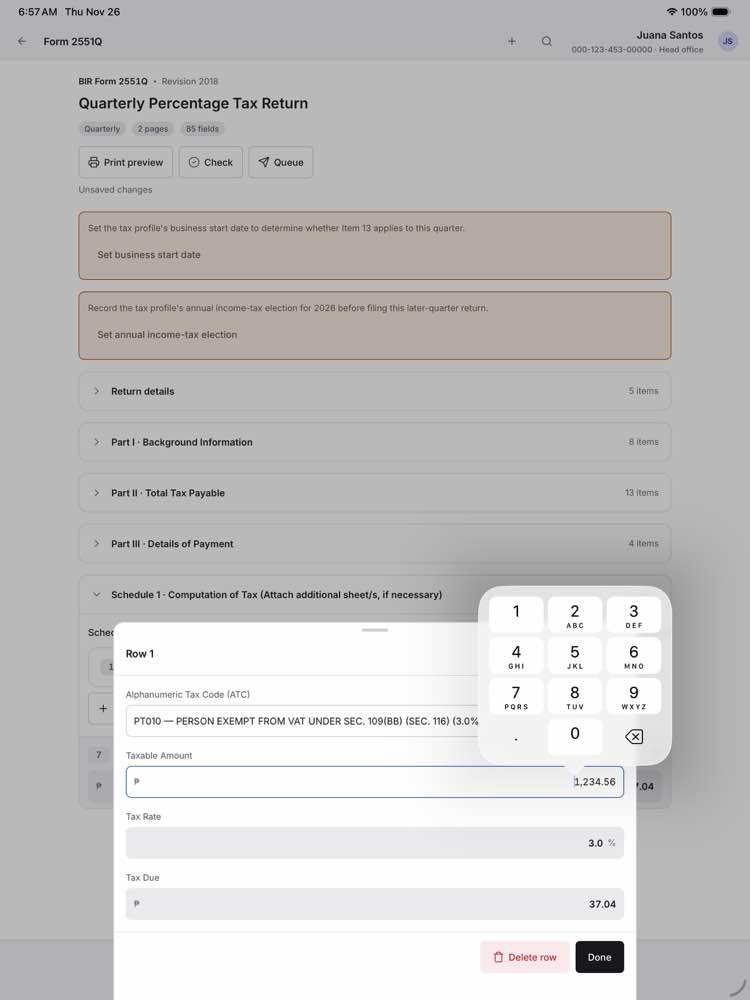 6:57 AM Thu Nov 26
100%
Form 2551Q
Juana Santos
000-123-453-00000 · Head office
JS
BIR Form 2551Q • Revision 2018
Quarterly Percentage Tax Return
Quarterly 2 pages 85 fields
Print preview Check Queue
Unsaved changes
Set the tax profile's business start date to determine whether Item 13 applies to this quarter.
Set business start date
Record the tax profile's annual income-tax election for 2026 before filing this later-quarter return.
Set annual income-tax election
Return details 5 items
Part I · Background Information 8 items
Part II · Total Tax Payable 13 items
Part III · Details of Payment 4 items
Schedule 1 · Computation of Tax (Attach additional sheet/s, if necessary)
1
2 ABC
3 DEF
4 GHI
5 JKL
6 MNO
7 PQRS
8 TUV
9 WXYZ
. 0
Sched
1
+
7
₱ 7.04
Row 1
Alphanumeric Tax Code (ATC)
PT010 — PERSON EXEMPT FROM VAT UNDER SEC. 109(BB) (SEC. 116) (3.0%
Taxable Amount
₱ 1,234.56
Tax Rate
3.0 %
Tax Due
₱ 37.04
Delete row Done